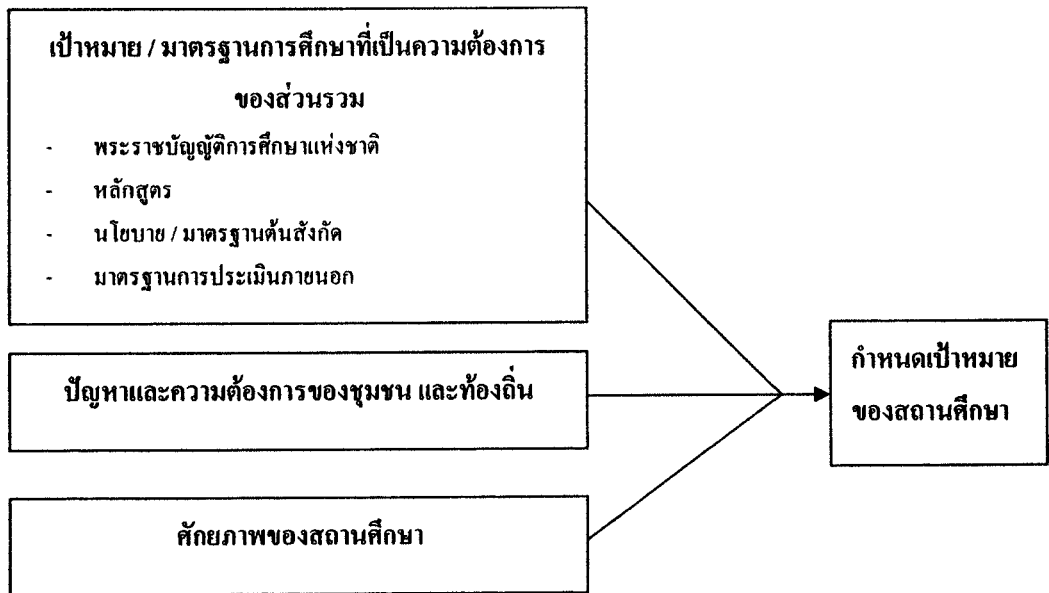 เป้าหมาย / มาตรฐานการศึกษาที่เป็นความต้องการ
ของส่วนรวม
- พระราชบัญญัติการศึกษาแห่งชาติ
- หลักสูตร
- นโยบาย / มาตรฐานต้นสังกัด
- มาตรฐานการประเมินภายนอก
ปัญหาและความต้องการของชุมชน และท้องถิ่น
ศักยภาพของสถานศึกษา
กำหนดเป้าหมาย
ของสถานศึกษา